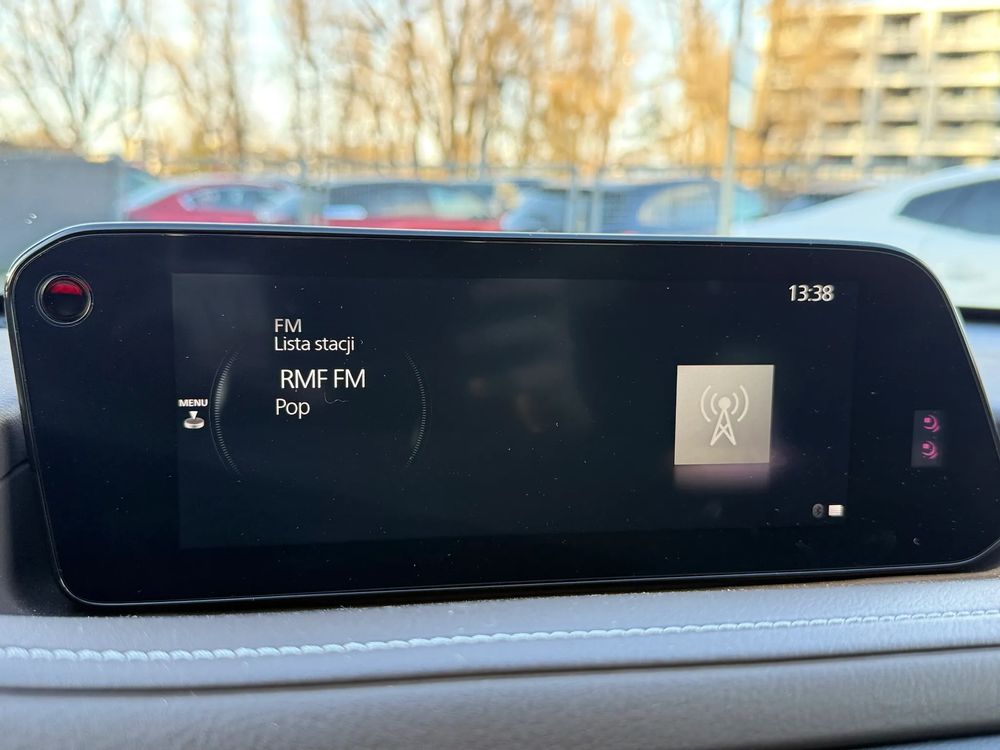 13:38
FM
Lista stacji
RMF FM
MENU
Pop